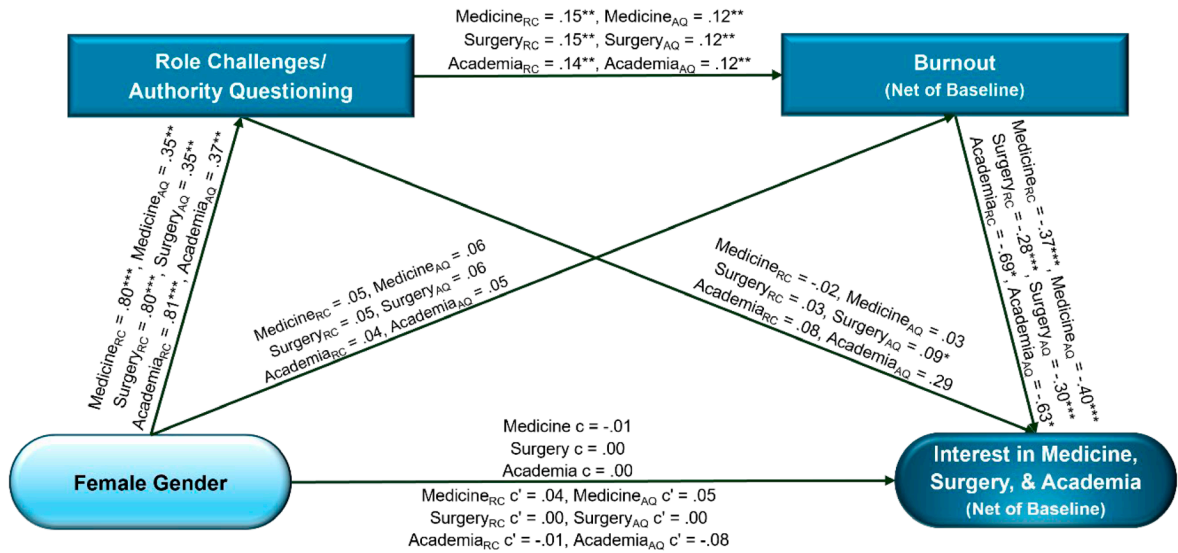 Medicine_RC = .15**, Medicine_AQ = .12**
Surgery_RC = .15**, Surgery_AQ = .12**
Academia_RC = .14**, Academia_AQ = .12**
Role Challenges/
Authority Questioning
Burnout
(Net of Baseline)
Medicine_RC = .80***, Medicine_AQ = .35**
Surgery_RC = .80***, Surgery_AQ = .35**
Academia_RC = .81***, Academia_AQ = .37**
Medicine_RC = .05, Medicine_AQ = .06
Surgery_RC = .05, Surgery_AQ = .06
Academia_RC = .04, Academia_AQ = .05
Medicine_RC = -.02, Medicine_AQ = .03
Surgery_RC = .03, Surgery_AQ = .09*
Academia_RC = .08, Academia_AQ = .29
Medicine_RC = -.37***, Medicine_AQ = -.40***
Surgery_RC = -.28***, Surgery_AQ = -.30***
Academia_RC = -.69*, Academia_AQ = -.63*
Medicine c = -.01
Surgery c = .00
Academia c = .00
Female Gender
Interest in Medicine,
Surgery, & Academia
(Net of Baseline)
Medicine_RC c' = .04, Medicine_AQ c' = .05
Surgery_RC c' = .00, Surgery_AQ c' = .00
Academia_RC c' = -.01, Academia_AQ c' = -.08